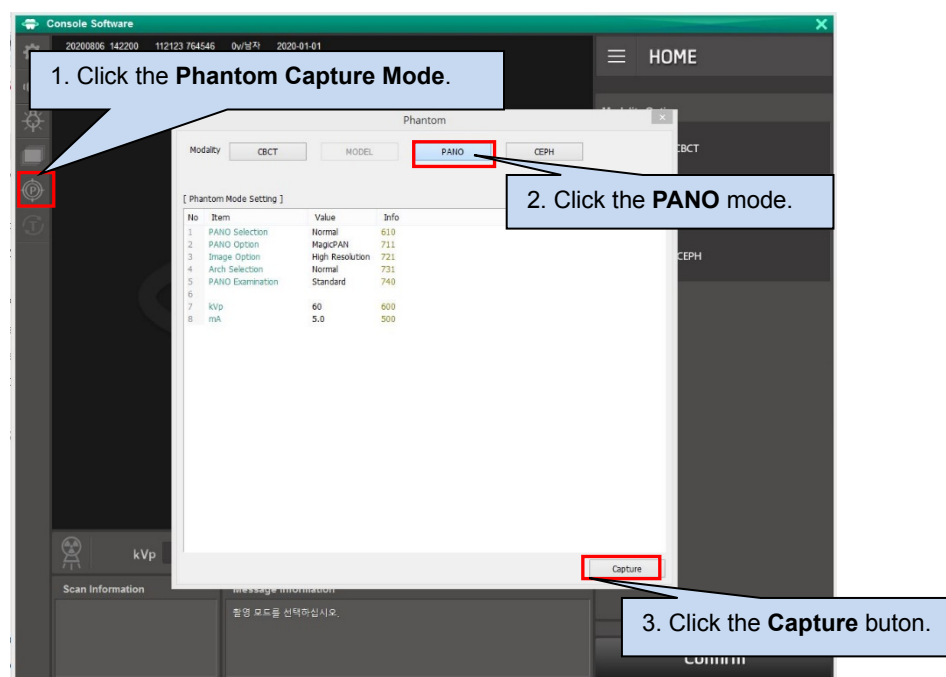 Console Software
20200806 142200 112123 764546 0y/남자 2020-01-01
HOME
1. Click the Phantom Capture Mode.
Phantom
Modality CBCT MODEL PANO CEPH
CBCT
2. Click the PANO mode.
[ Phantom Mode Setting ]
No Item Value Info
1 PANO Selection Normal 610
2 PANO Option MagicPAN 711
3 Image Option High Resolution 721
CEPH
4 Arch Selection Normal 731
5 PANO Examination Standard 740
6
7 kVp 60 600
8 mA 5.0 500
kVp
Capture
Scan Information
Message Information
촬영 모드를 선택하십시오.
3. Click the Capture buton.
Confirm